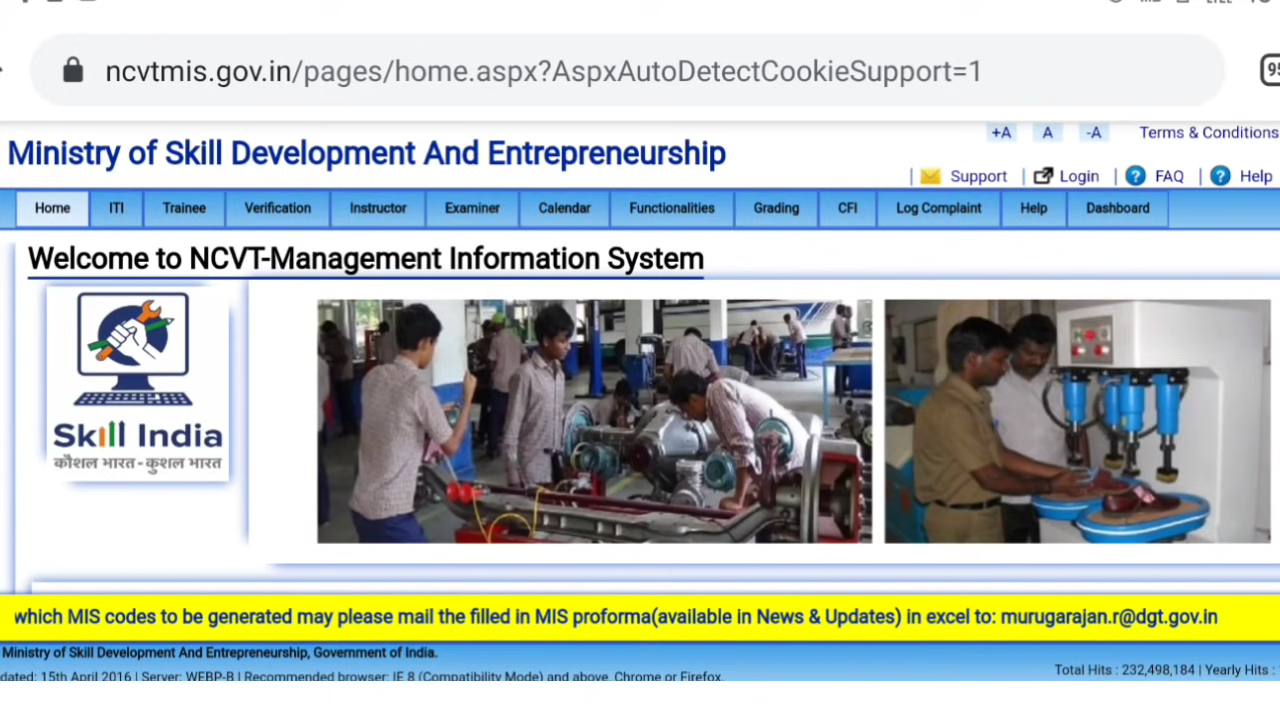 ncvtmis.gov.in/pages/home.aspx?AspxAutoDetectCookieSupport=1
+A A -A Terms & Conditions
Ministry of Skill Development And Entrepreneurship
| Support | Login | ? FAQ | ? Help
Home ITI Trainee Verification Instructor Examiner Calendar Functionalities Grading CFI Log Complaint Help Dashboard
Welcome to NCVT-Management Information System
Skill India
कौशल भारत - कुशल भारत
which MIS codes to be generated may please mail the filled in MIS proforma(available in News & Updates) in excel to: murugarajan.r@dgt.gov.in
Ministry of Skill Development And Entrepreneurship, Government of India.
dated: 15th April 2016 | Server: WEBP-B | Recommended browser: IE 8 (Compatibility Mode) and above, Chrome or Firefox.
Total Hits : 232,498,184 | Yearly Hits :